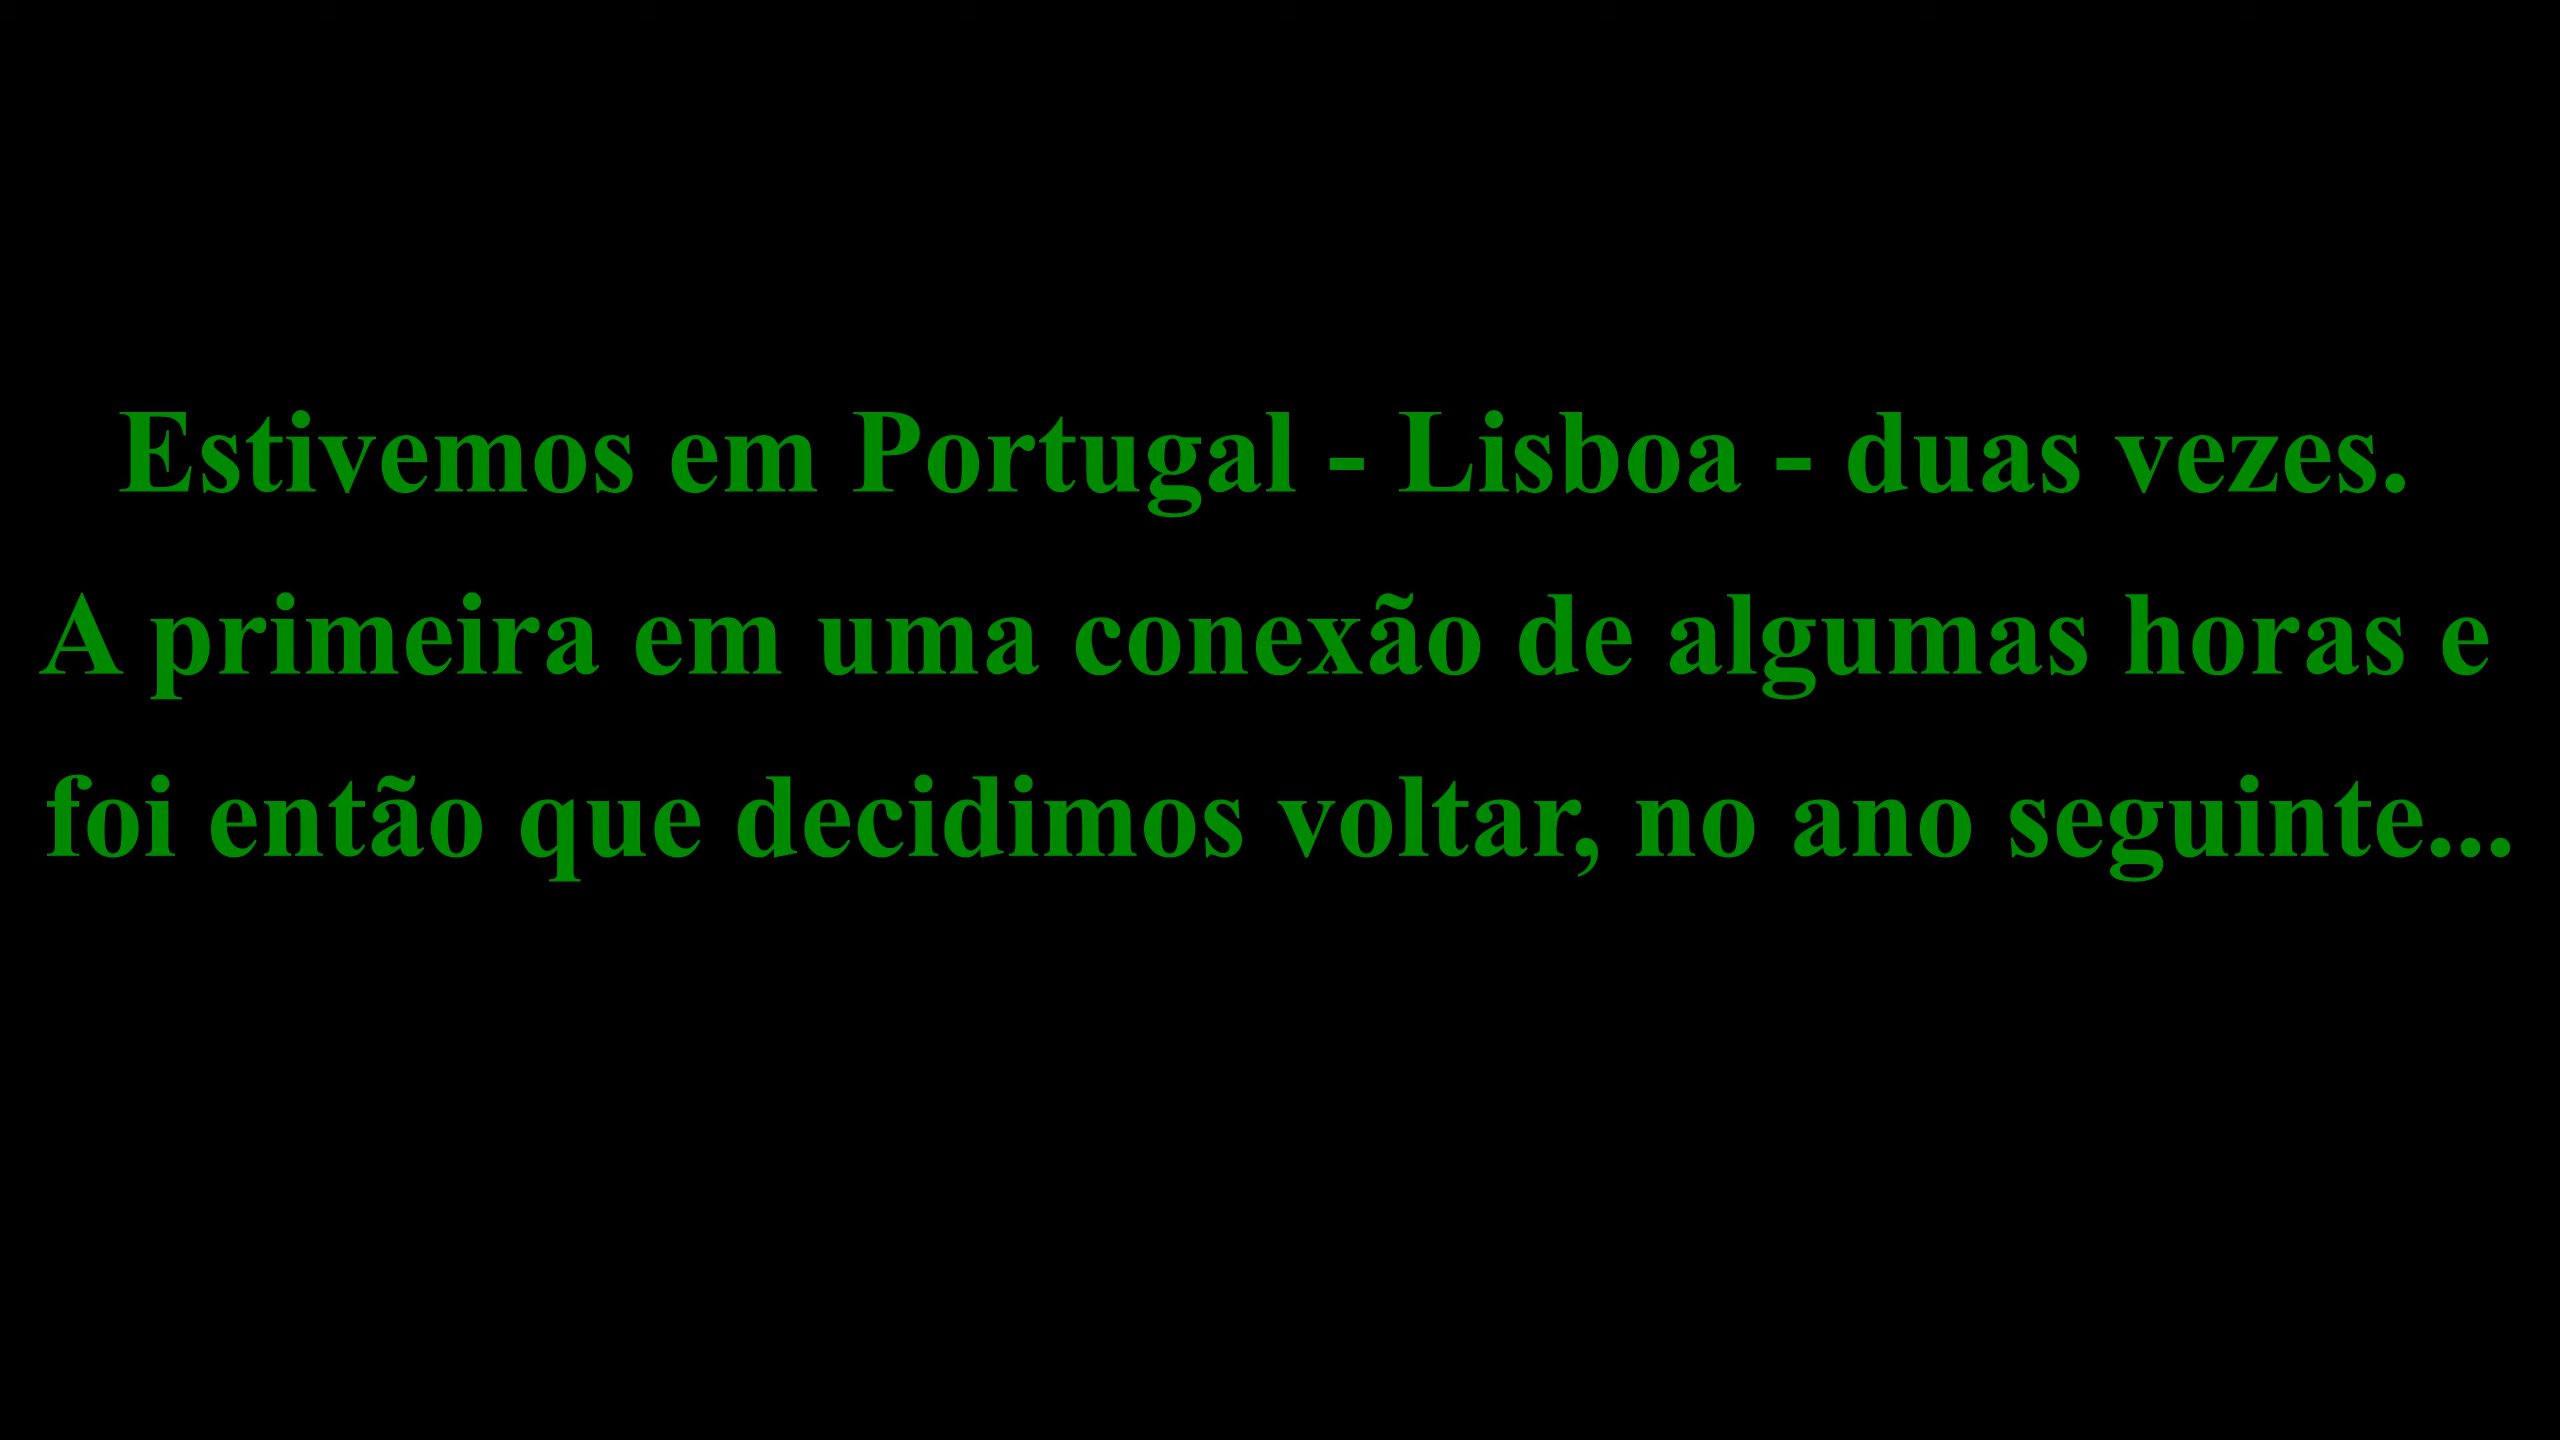 Estivemos em Portugal - Lisboa - duas vezes.
A primeira em uma conexão de algumas horas e
foi então que decidimos voltar, no ano seguinte...